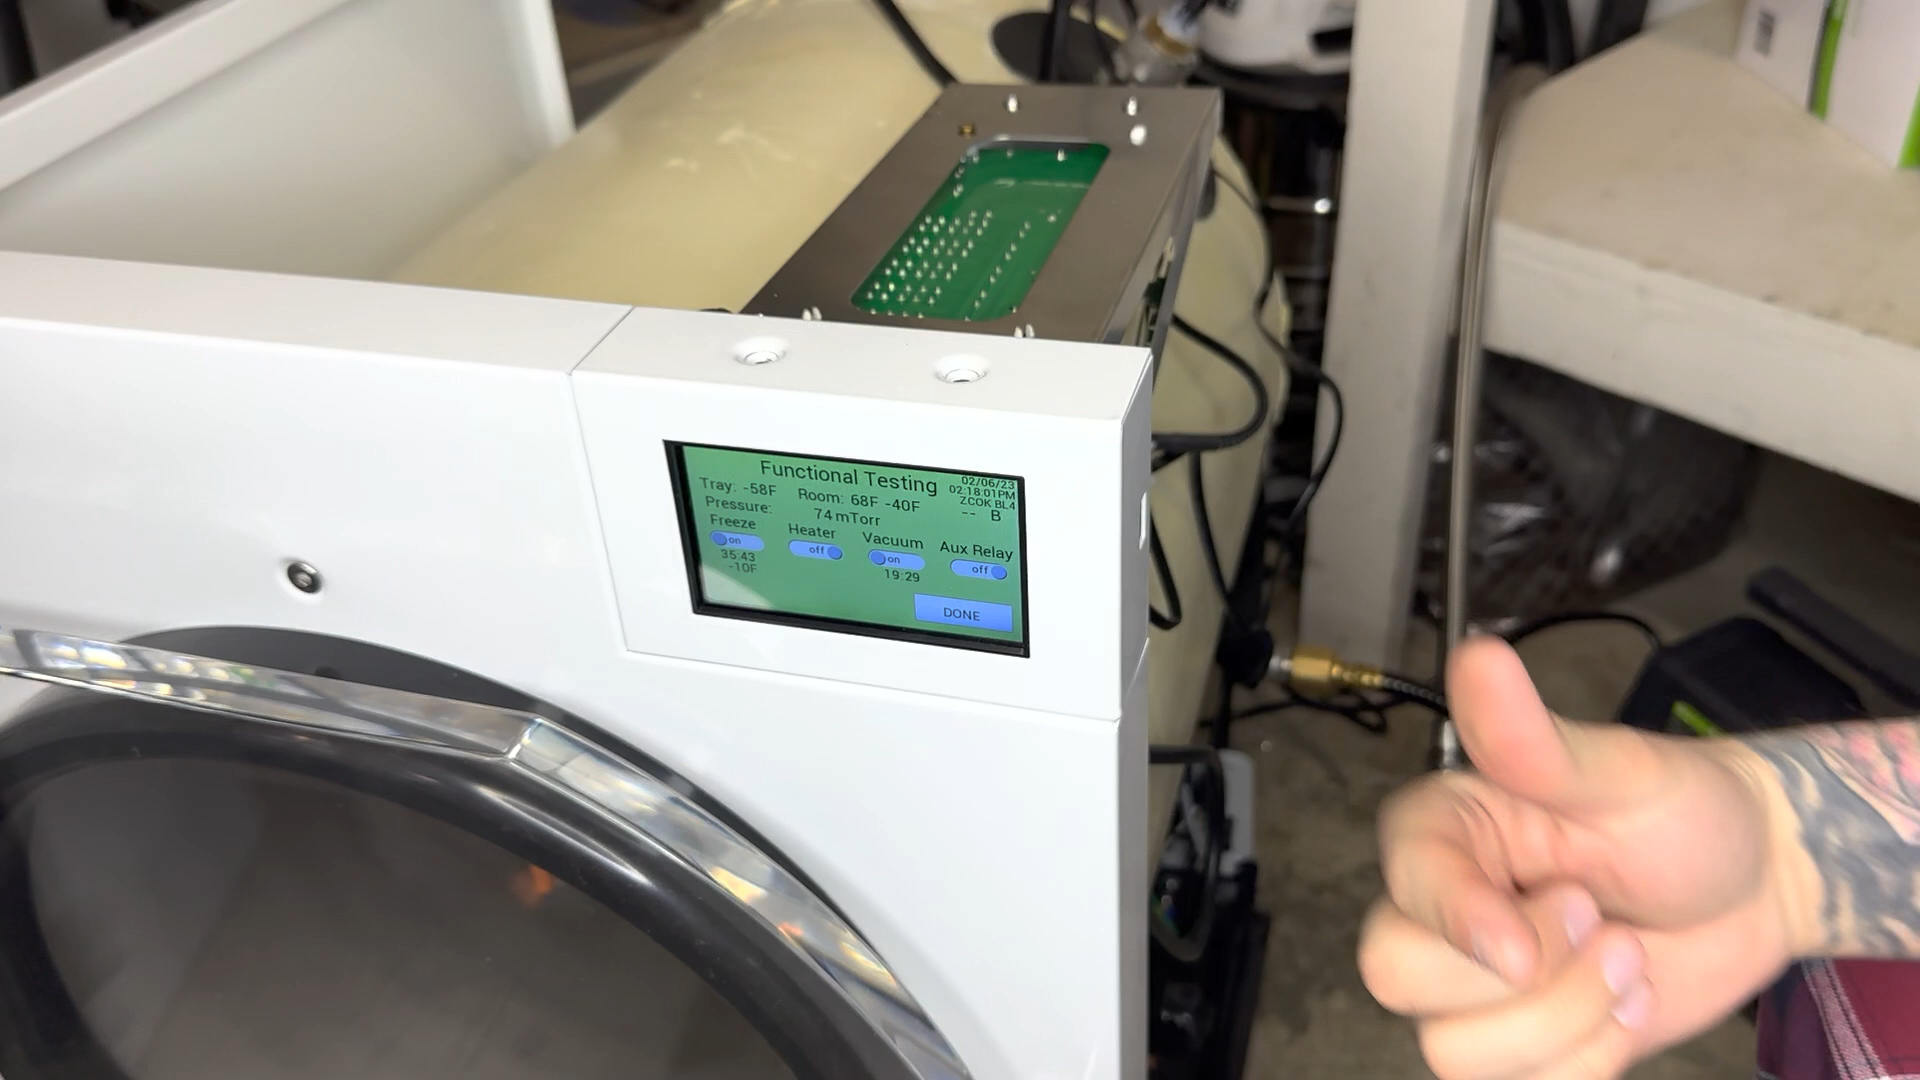 Functional Testing
02/06/23
02:18:01PM
Tray: -58F Room: 68F -40F
ZCOK BL4
Pressure: 74 mTorr
-- B
Freeze Heater Vacuum Aux Relay
on off on off
35:43 19:29
-10F
DONE